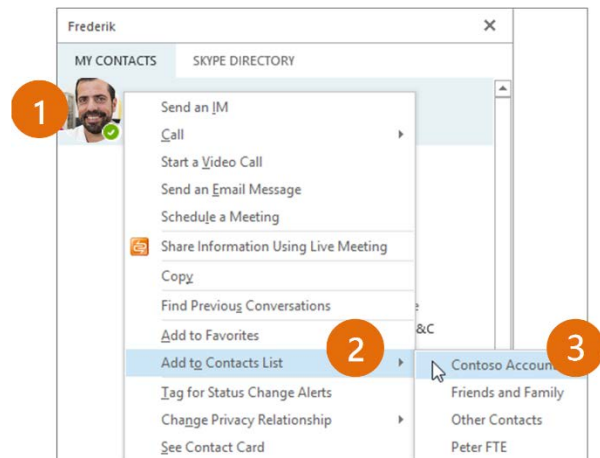 Frederik
MY CONTACTS SKYPE DIRECTORY
1
Send an IM
Call
Start a Video Call
Send an Email Message
Schedule a Meeting
Share Information Using Live Meeting
Copy
Find Previous Conversations
&C
Add to Favorites
Add to Contacts List 2 3
Contoso
Tag for Status Change Alerts Friends and Family
Change Privacy Relationship Other Contacts
See Contact Card Peter FTE